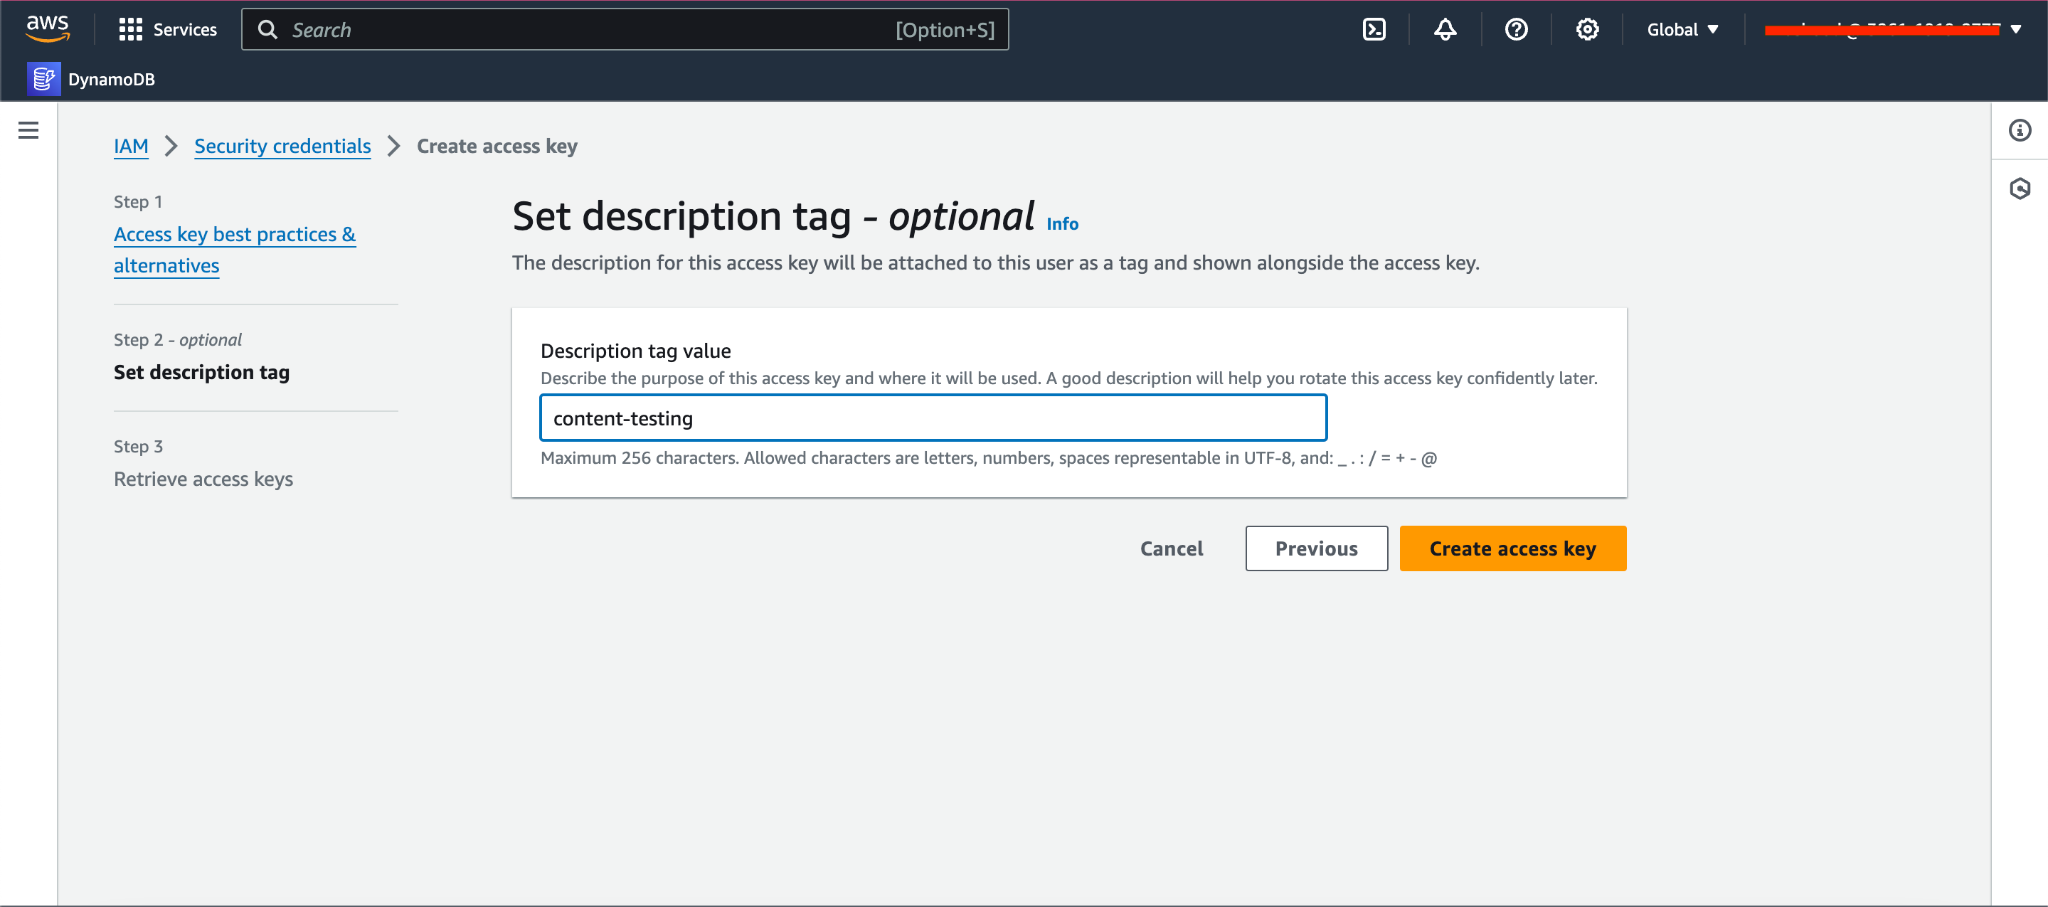 aws
Services
Search
[Option+S]
Global
DynamoDB
IAM
Security credentials
Create access key
Step 1
Access key best practices &
alternatives
Step 2 - optional
Set description tag
Step 3
Retrieve access keys
Set description tag - optional Info
The description for this access key will be attached to this user as a tag and shown alongside the access key.
Description tag value
Describe the purpose of this access key and where it will be used. A good description will help you rotate this access key confidently later.
content-testing
Maximum 256 characters. Allowed characters are letters, numbers, spaces representable in UTF-8, and: _ . : / = + - @
Cancel
Previous
Create access key